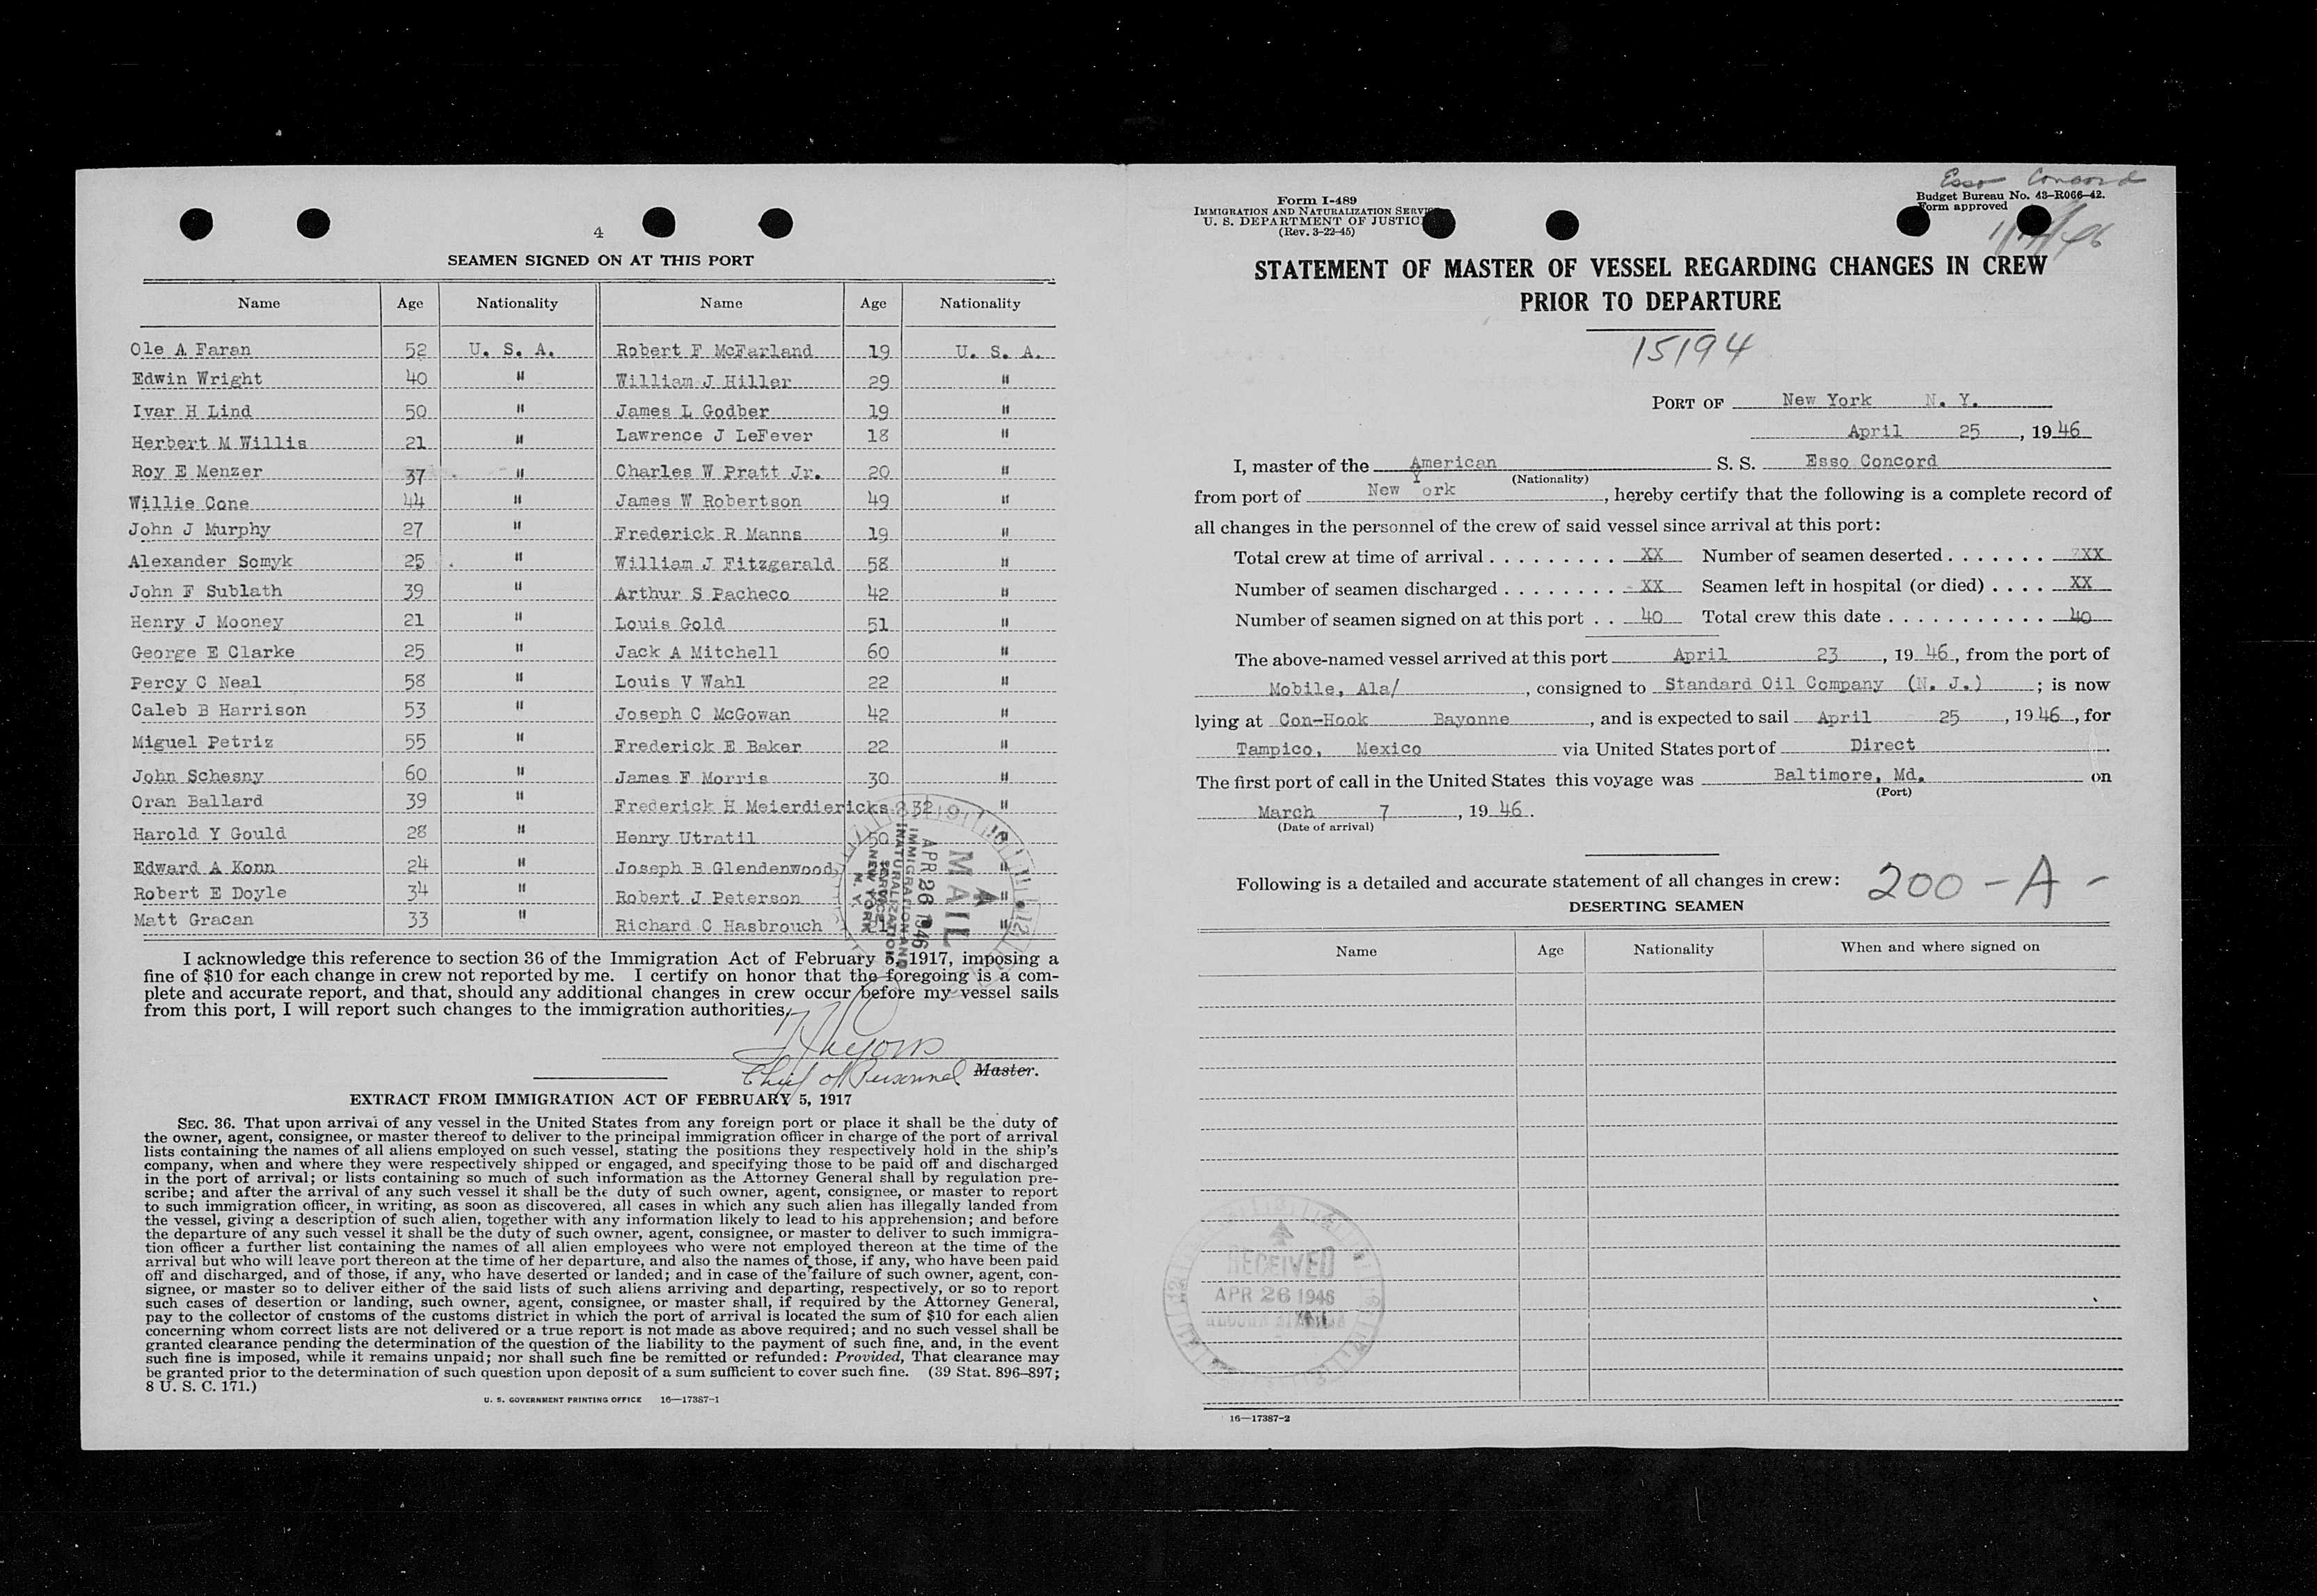 4
SEAMEN SIGNED ON AT THIS PORT
Name Age Nationality Name Age Nationality
Ole A Faran 52 U. S. A. Robert F McFarland 19 U. S. A.
Edwin Wright 40 " William J Hiller 29 "
Ivar H Lind 50 " James L Godber 19 "
Herbert M Willis 21 " Lawrence J LeFever 18 "
Roy E Menzer 37 " Charles W Pratt Jr. 20 "
Willie Cone 44 " James W Robertson 49 "
John J Murphy 27 " Frederick R Manns 19 "
Alexander Somyk 25 " William J Fitzgerald 58 "
John F Sublath 39 " Arthur S Pacheco 42 "
Henry J Mooney 21 " Louis Gold 51 "
George E Clarke 25 " Jack A Mitchell 60 "
Percy C Neal 58 " Louis V Wahl 22 "
Caleb B Harrison 53 " Joseph C McGowan 42 "
Miguel Petriz 55 " Frederick E Baker 22 "
John Schesny 60 " James F Morris 30 "
Oran Ballard 39 " Frederick H Meierdiericks 32 "
Harold Y Gould 28 " Henry Utratil 50 "
Edward A Konn 24 " Joseph B Glendenwood "
Robert E Doyle 34 " Robert J Peterson "
Matt Gracan 33 " Richard C Hasbrouch 21 "
MAIL
APR 26 1946
IMMIGRATION AND
NATURALIZATION
SERVICE
NEW YORK
N. Y.
I acknowledge this reference to section 36 of the Immigration Act of February 5, 1917, imposing a
fine of $10 for each change in crew not reported by me. I certify on honor that the foregoing is a com-
plete and accurate report, and that, should any additional changes in crew occur before my vessel sails
from this port, I will report such changes to the immigration authorities.
Chief of Personnel Master.
EXTRACT FROM IMMIGRATION ACT OF FEBRUARY 5, 1917
SEC. 36. That upon arrival of any vessel in the United States from any foreign port or place it shall be the duty of
the owner, agent, consignee, or master thereof to deliver to the principal immigration officer in charge of the port of arrival
lists containing the names of all aliens employed on such vessel, stating the positions they respectively hold in the ship's
company, when and where they were respectively shipped or engaged, and specifying those to be paid off and discharged
in the port of arrival; or lists containing so much of such information as the Attorney General shall by regulation pre-
scribe; and after the arrival of any such vessel it shall be the duty of such owner, agent, consignee, or master to report
to such immigration officer, in writing, as soon as discovered, all cases in which any such alien has illegally landed from
the vessel, giving a description of such alien, together with any information likely to lead to his apprehension; and before
the departure of any such vessel it shall be the duty of such owner, agent, consignee, or master to deliver to such immigra-
tion officer a further list containing the names of all alien employees who were not employed thereon at the time of the
arrival but who will leave port thereon at the time of her departure, and also the names of those, if any, who have been paid
off and discharged, and of those, if any, who have deserted or landed; and in case of the failure of such owner, agent, con-
signee, or master so to deliver either of the said lists of such aliens arriving and departing, respectively, or so to report
such cases of desertion or landing, such owner, agent, consignee, or master shall, if required by the Attorney General,
pay to the collector of customs of the customs district in which the port of arrival is located the sum of $10 for each alien
concerning whom correct lists are not delivered or a true report is not made as above required; and no such vessel shall be
granted clearance pending the determination of the question of the liability to the payment of such fine, and, in the event
such fine is imposed, while it remains unpaid; nor shall such fine be remitted or refunded: Provided, That clearance may
be granted prior to the determination of such question upon deposit of a sum sufficient to cover such fine. (39 Stat. 896–897;
8 U. S. C. 171.)
U. S. GOVERNMENT PRINTING OFFICE 16—17387-1
Esso Concord
Form I-489
IMMIGRATION AND NATURALIZATION SERVICE
U. S. DEPARTMENT OF JUSTICE
(Rev. 3-22-45)
Budget Bureau No. 43–R066–42.
Form approved
STATEMENT OF MASTER OF VESSEL REGARDING CHANGES IN CREW
PRIOR TO DEPARTURE
15194
PORT OF New York N. Y.
April 25, 1946
I, master of the American S. S. Esso Concord
(Nationality)
from port of New York, hereby certify that the following is a complete record of
all changes in the personnel of the crew of said vessel since arrival at this port:
Total crew at time of arrival . . . . . . . . . . XX Number of seamen deserted . . . . . . . XX
Number of seamen discharged . . . . . . . . XX Seamen left in hospital (or died) . . . . XX
Number of seamen signed on at this port . . 40 Total crew this date . . . . . . . . . . . . 40
The above-named vessel arrived at this port April 23, 1946, from the port of
Mobile, Ala/, consigned to Standard Oil Company (N. J.); is now
lying at Con-Hook Bayonne, and is expected to sail April 25, 1946, for
Tampico, Mexico via United States port of Direct
The first port of call in the United States this voyage was Baltimore, Md. on
(Port)
March 7, 1946.
(Date of arrival)
Following is a detailed and accurate statement of all changes in crew: 200 - A -
DESERTING SEAMEN
Name Age Nationality When and where signed on
RECEIVED
APR 26 1946
16—17387-2